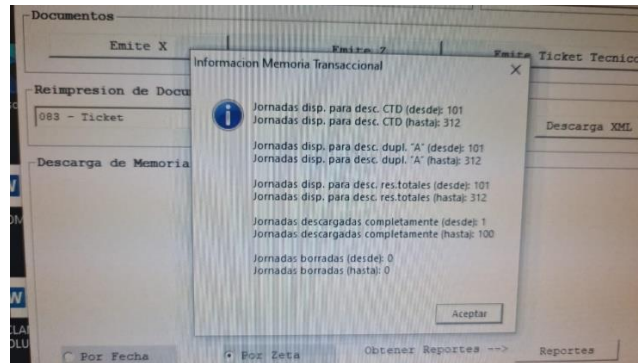 Documentos
Emite X
Emite Z
Emite Ticket Tecnico
Informacion Memoria Transaccional
Reimpresion de Docu
083 - Ticket
Descarga XML
Descarga de Memoria
Jornadas disp. para desc. CTD (desde): 101
Jornadas disp. para desc. CTD (hasta): 312
Jornadas disp. para desc. dupl. "A" (desde): 101
Jornadas disp. para desc. dupl. "A" (hasta): 312
Jornadas disp. para desc. res.totales (desde): 101
Jornadas disp. para desc. res.totales (hasta): 312
Jornadas descargadas completamente (desde): 1
Jornadas descargadas completamente (hasta): 100
Jornadas borradas (desde): 0
Jornadas borradas (hasta): 0
Aceptar
Por Fecha
Por Zeta
Obtener Reportes -->
Reportes